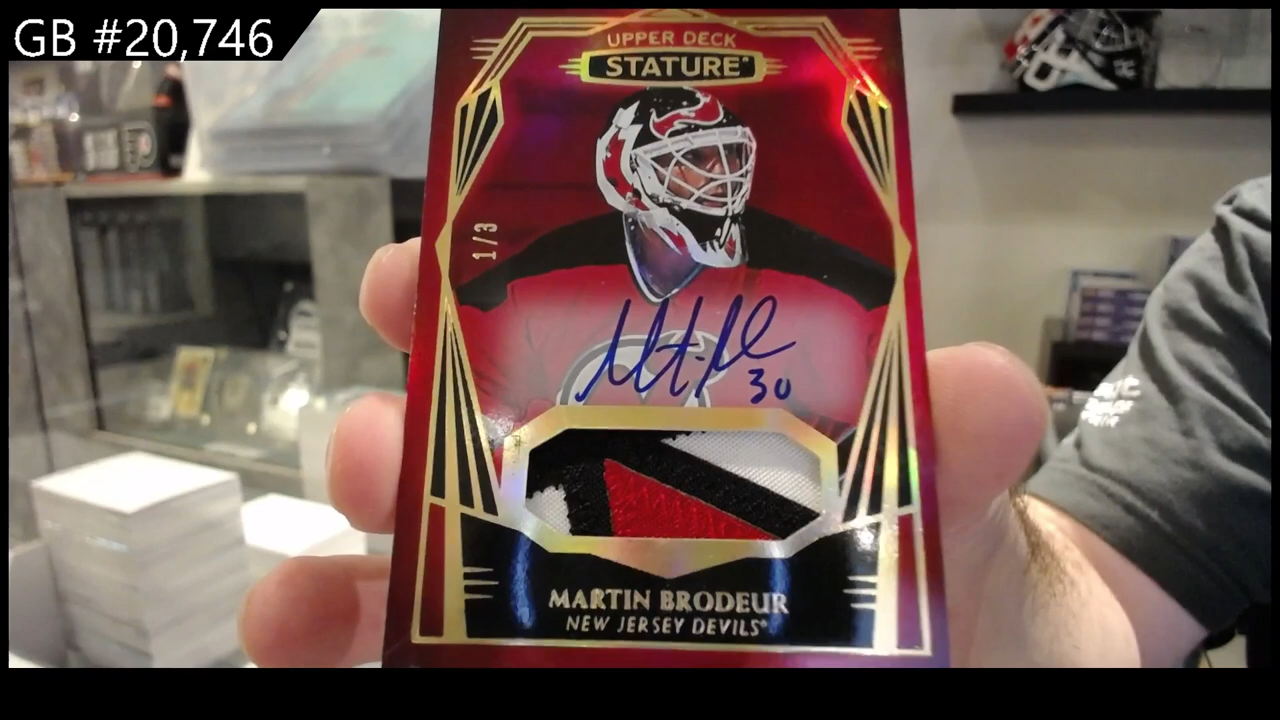 GB #20,746
UPPER DECK
STATURE
1/3
30
MARTIN BRODEUR
NEW JERSEY DEVILS